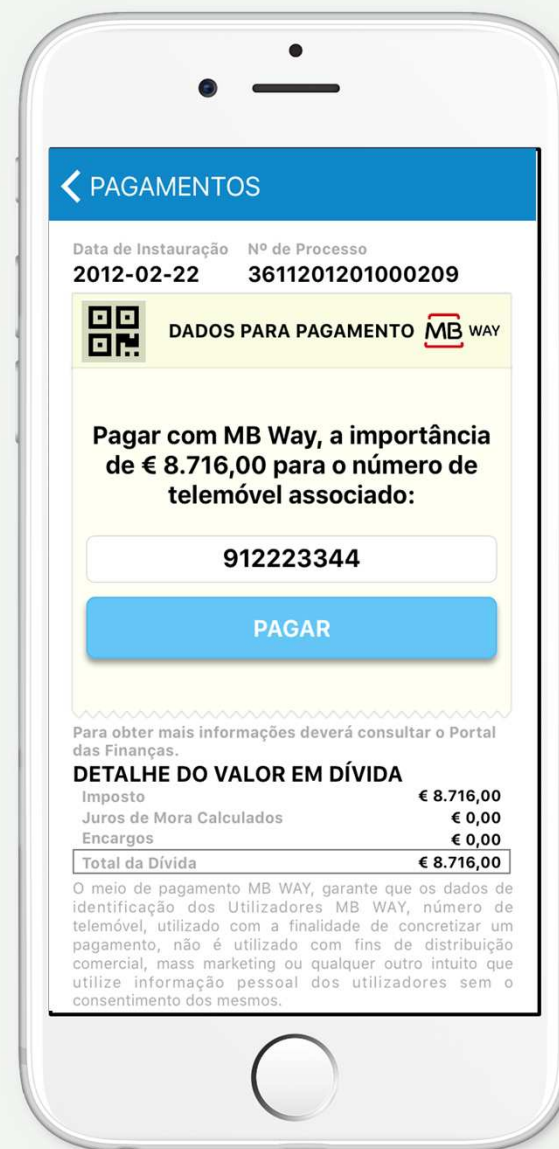 PAGAMENTOS
Data de Instauração Nº de Processo
2012-02-22 3611201201000209
DADOS PARA PAGAMENTO MB WAY
Pagar com MB Way, a importância
de € 8.716,00 para o número de
telemóvel associado:
912223344
PAGAR
Para obter mais informações deverá consultar o Portal
das Finanças.
DETALHE DO VALOR EM DÍVIDA
Imposto € 8.716,00
Juros de Mora Calculados € 0,00
Encargos € 0,00
Total da Dívida € 8.716,00
O meio de pagamento MB WAY, garante que os dados de
identificação dos Utilizadores MB WAY, número de
telemóvel, utilizado com a finalidade de concretizar um
pagamento, não é utilizado com fins de distribuição
comercial, mass marketing ou qualquer outro intuito que
utilize informação pessoal dos utilizadores sem o
consentimento dos mesmos.